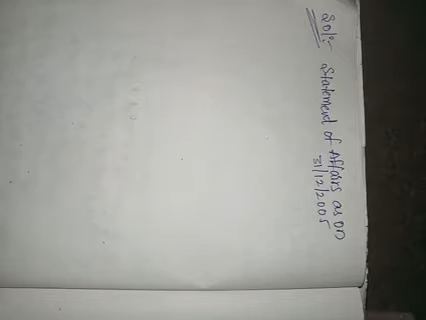 Sol:- Statement of Affairs as on
31/12/2005